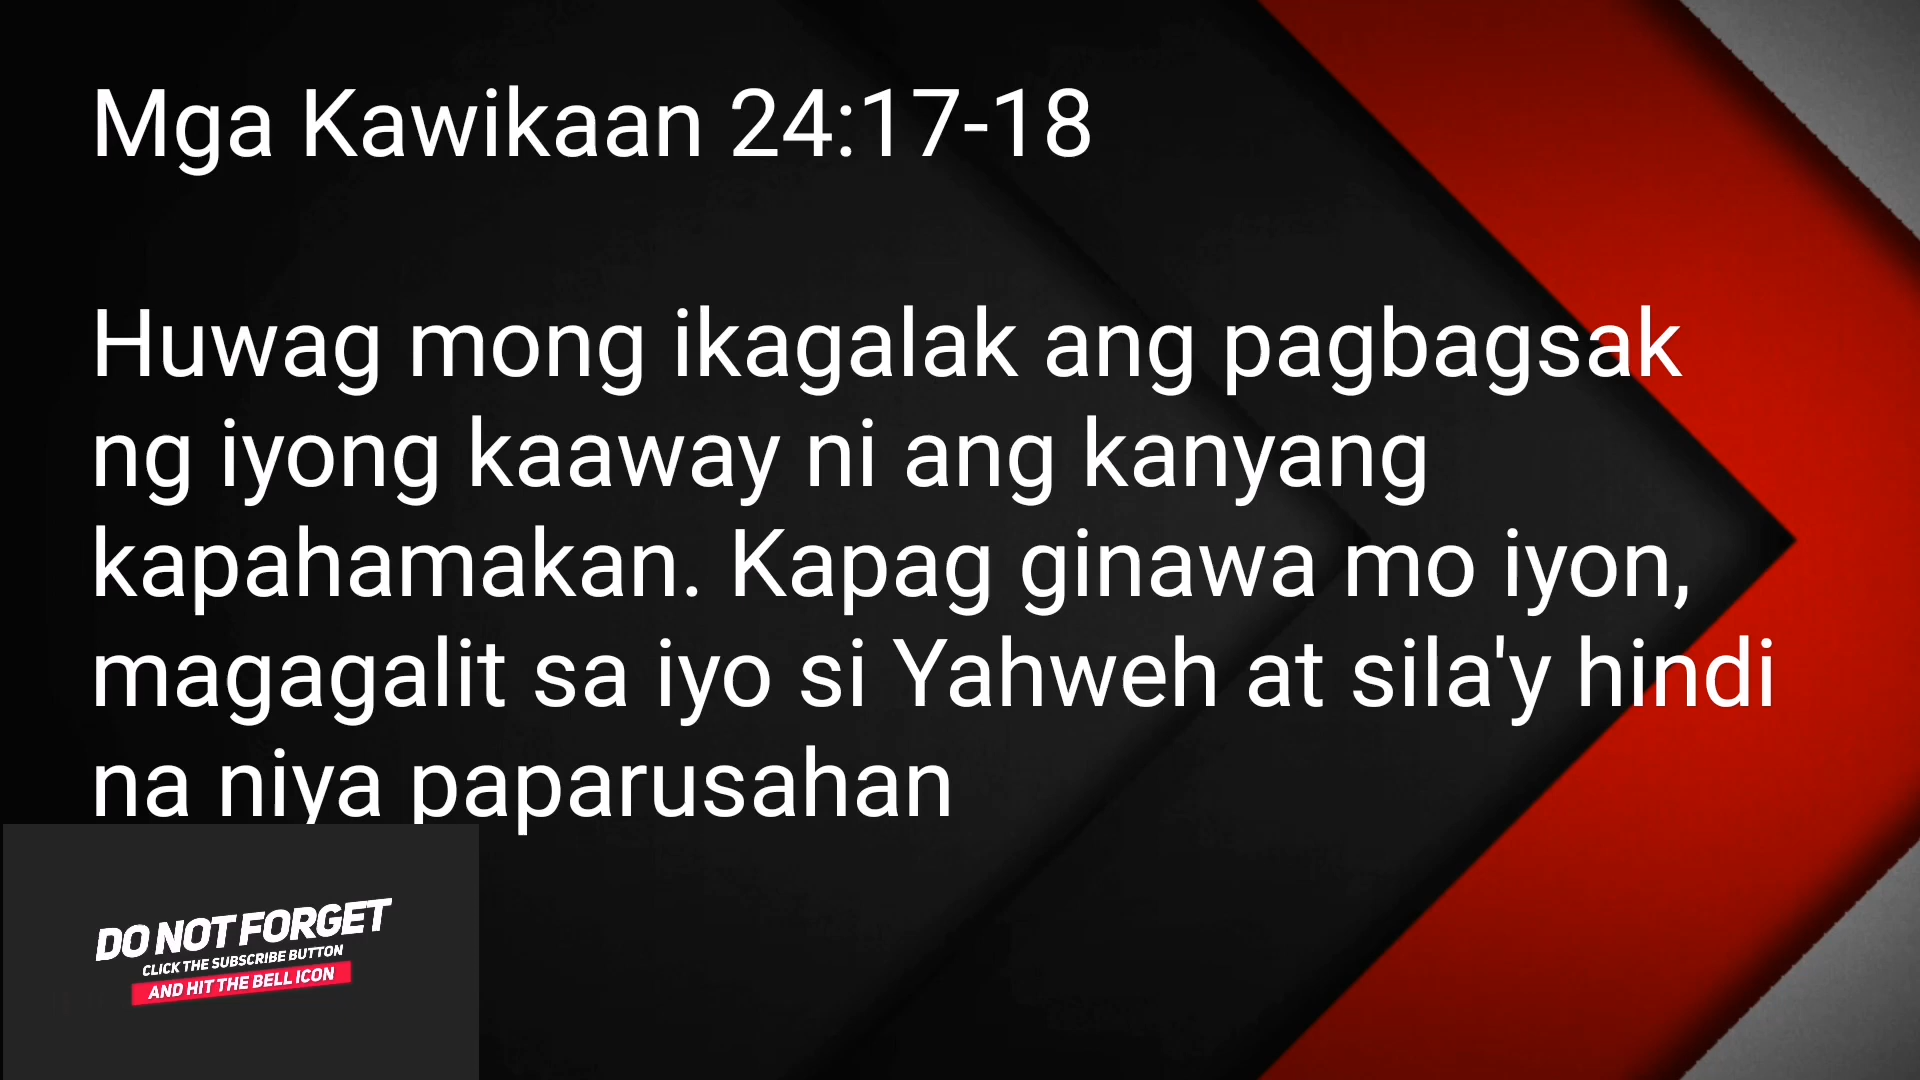 Mga Kawikaan 24:17-18
Huwag mong ikagalak ang pagbagsak
ng iyong kaaway ni ang kanyang
kapahamakan. Kapag ginawa mo iyon,
magagalit sa iyo si Yahweh at sila'y hindi
na niya paparusahan
DO NOT FORGET
CLICK THE SUBSCRIBE BUTTON
AND HIT THE BELL ICON